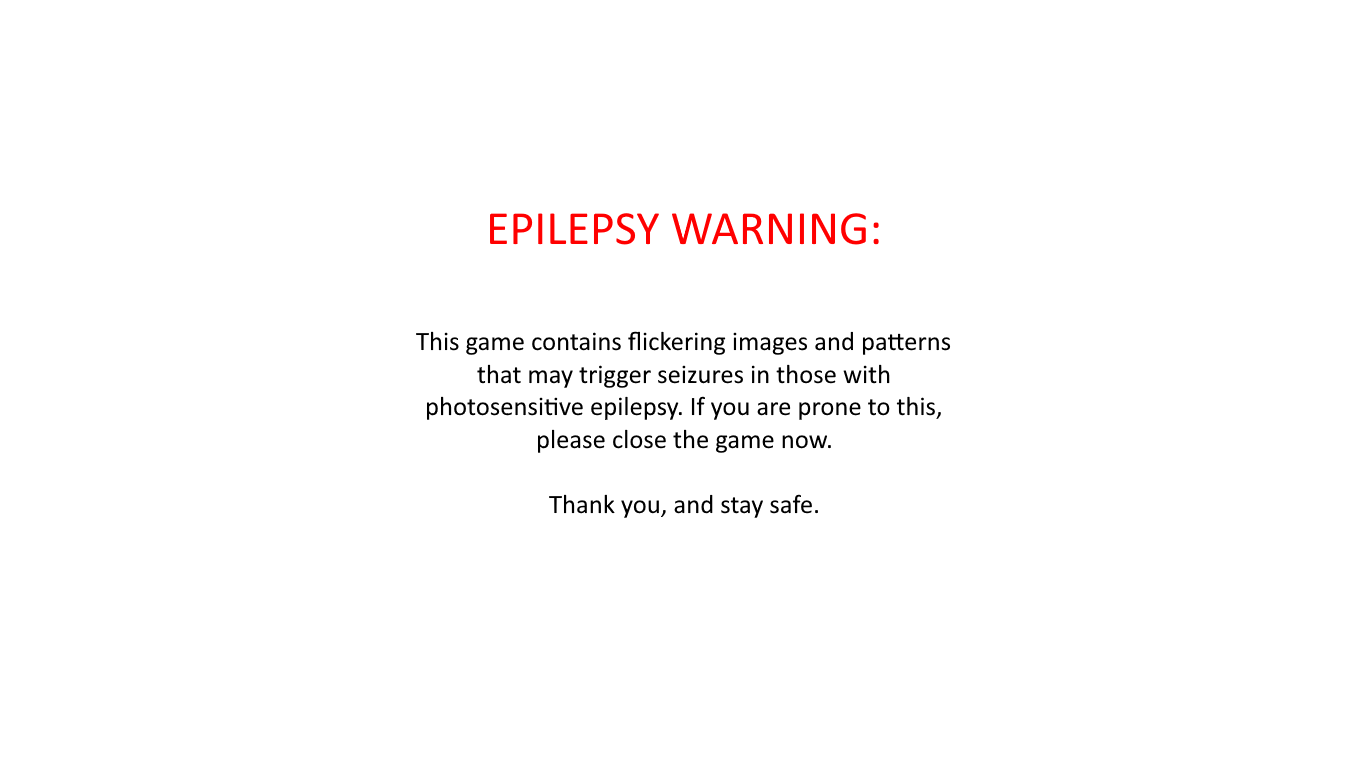 EPILEPSY WARNING:
This game contains flickering images and patterns
that may trigger seizures in those with
photosensitive epilepsy. If you are prone to this,
please close the game now.
Thank you, and stay safe.